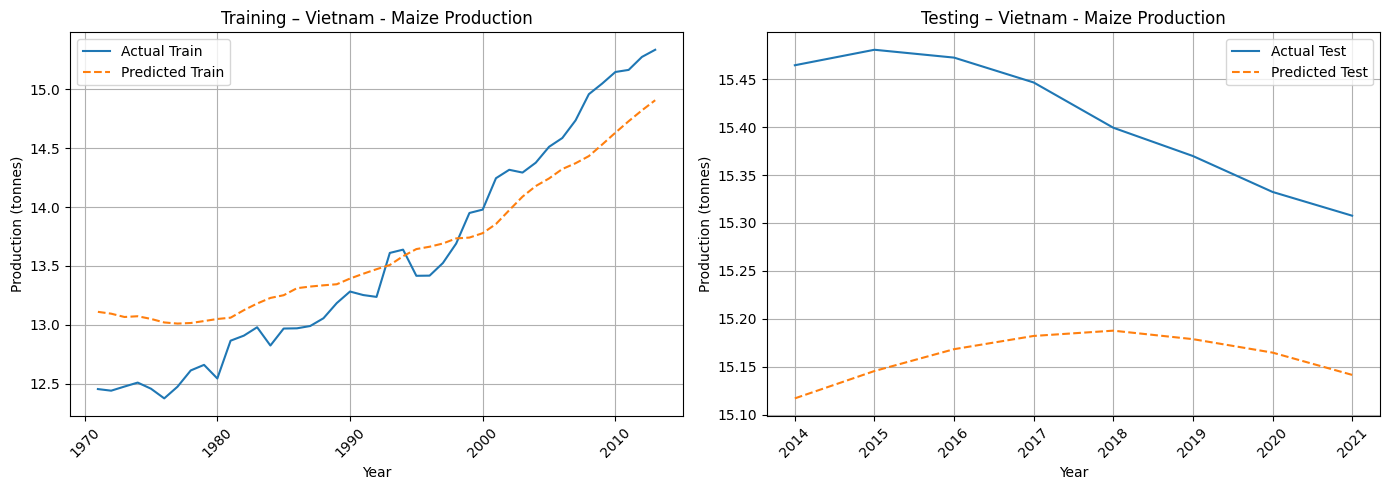 Training – Vietnam - Maize Production
Actual Train
Predicted Train
Production (tonnes)
15.0
14.5
14.0
13.5
13.0
12.5
1970
1980
1990
2000
2010
Year
Testing – Vietnam - Maize Production
Actual Test
Predicted Test
Production (tonnes)
15.45
15.40
15.35
15.30
15.25
15.20
15.15
15.10
2014
2015
2016
2017
2018
2019
2020
2021
Year